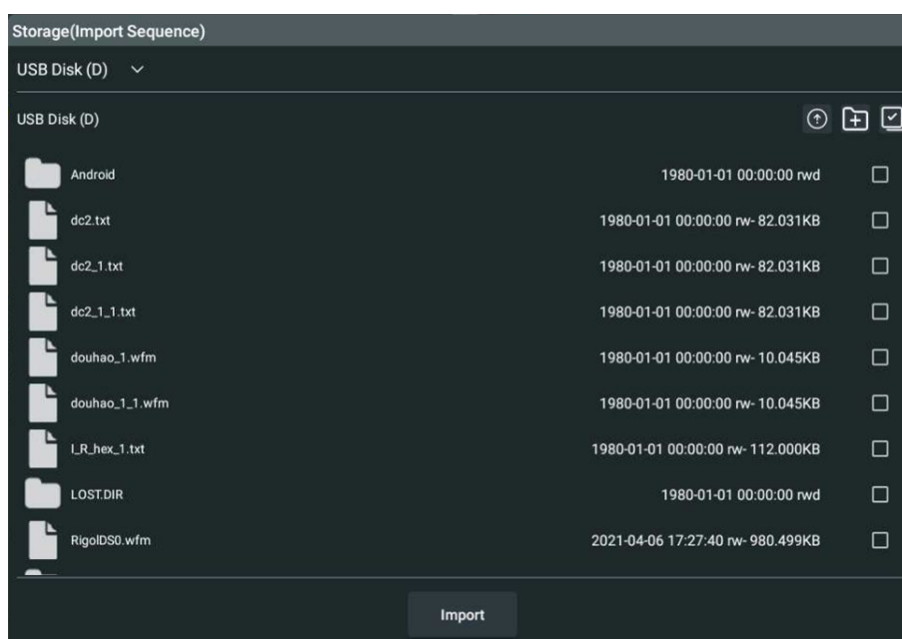 Storage(Import Sequence)
USB Disk (D)
USB Disk (D)
Android 1980-01-01 00:00:00 rwd
dc2.txt 1980-01-01 00:00:00 rw- 82.031KB
dc2_1.txt 1980-01-01 00:00:00 rw- 82.031KB
dc2_1_1.txt 1980-01-01 00:00:00 rw- 82.031KB
douhao_1.wfm 1980-01-01 00:00:00 rw- 10.045KB
douhao_1_1.wfm 1980-01-01 00:00:00 rw- 10.045KB
I_R_hex_1.txt 1980-01-01 00:00:00 rw- 112.000KB
LOST.DIR 1980-01-01 00:00:00 rwd
RigolDS0.wfm 2021-04-06 17:27:40 rw- 980.499KB
Import